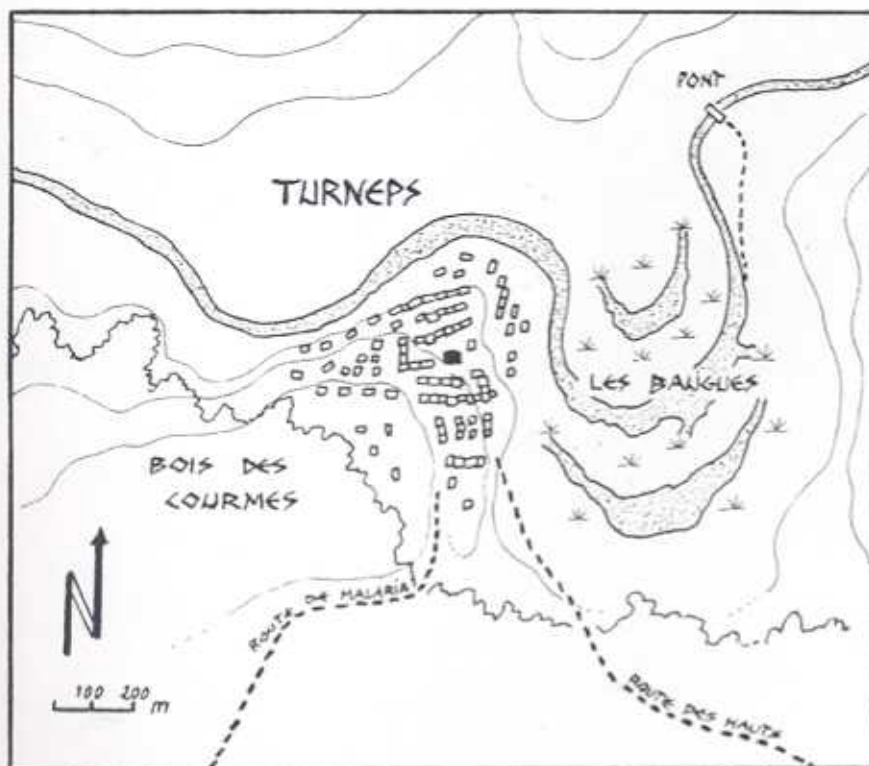 PONT
TURNEPS
LES BAUGUES
BOIS DES
COURMES
N
ROUTE DE MALARIA
ROUTE DES HAUTS
100 200 m